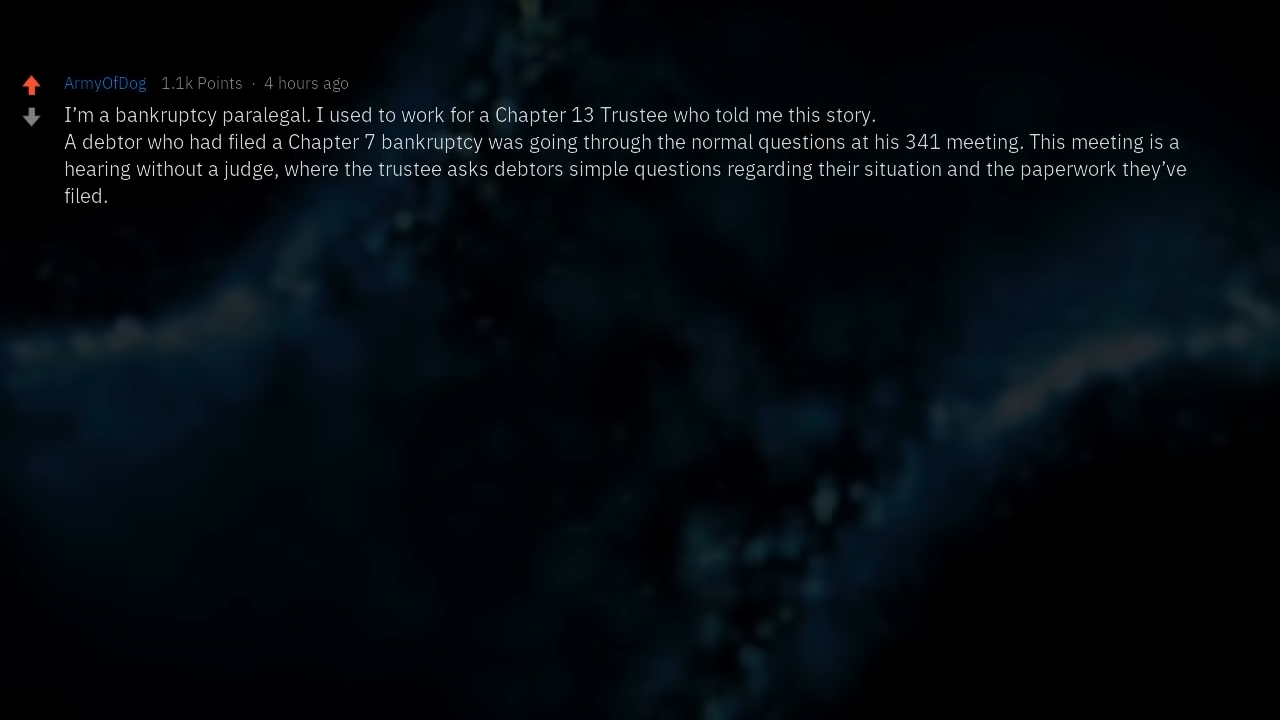 ArmyOfDog 1.1k Points · 4 hours ago
I’m a bankruptcy paralegal. I used to work for a Chapter 13 Trustee who told me this story.
A debtor who had filed a Chapter 7 bankruptcy was going through the normal questions at his 341 meeting. This meeting is a
hearing without a judge, where the trustee asks debtors simple questions regarding their situation and the paperwork they’ve
filed.